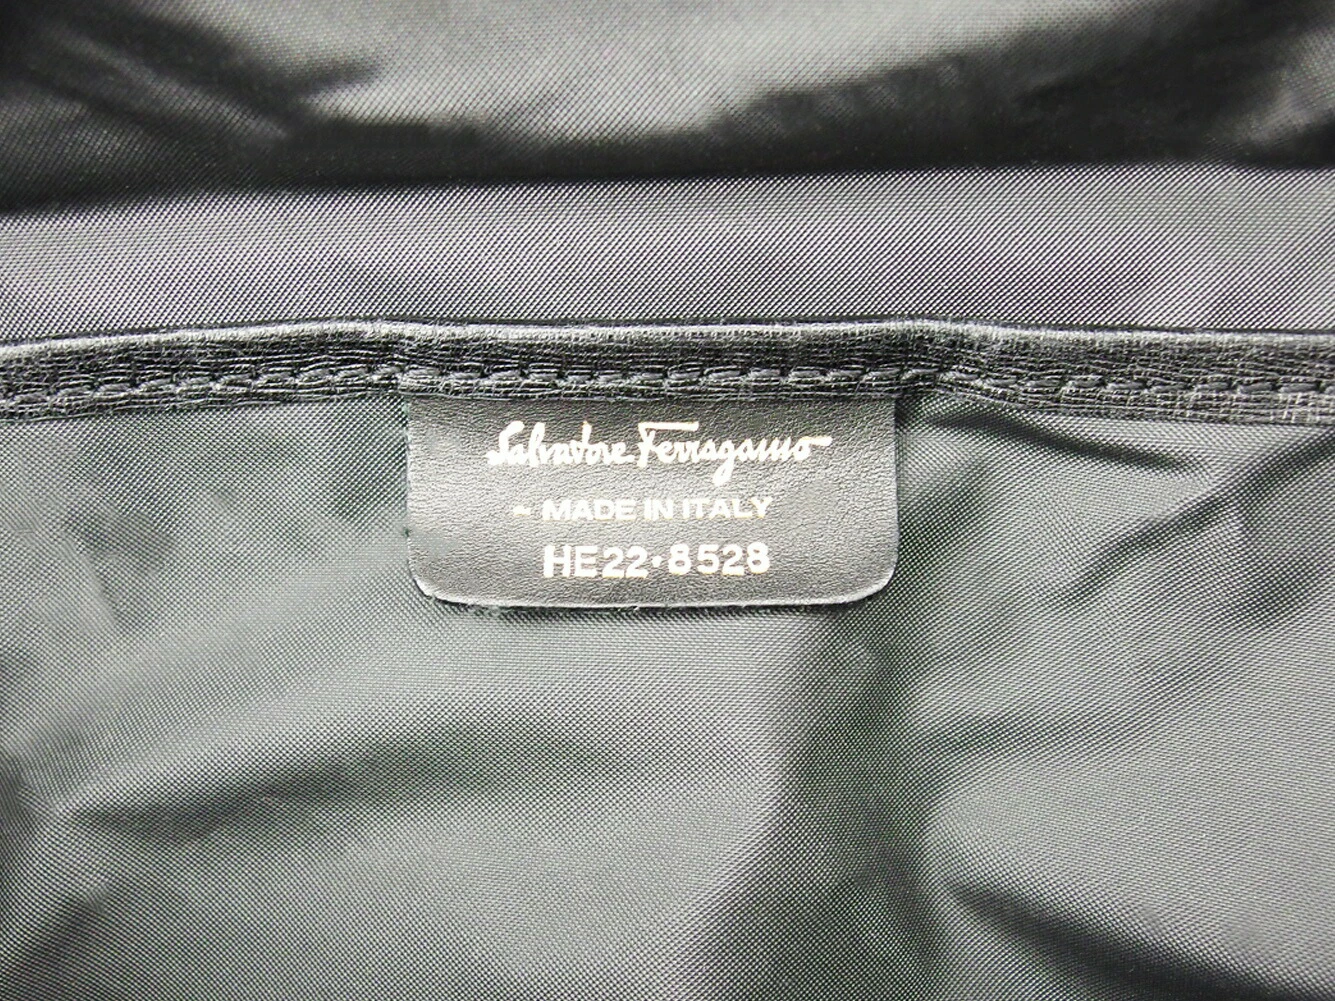 Salvatore Ferragamo
~ MADE IN ITALY
HE22·8528